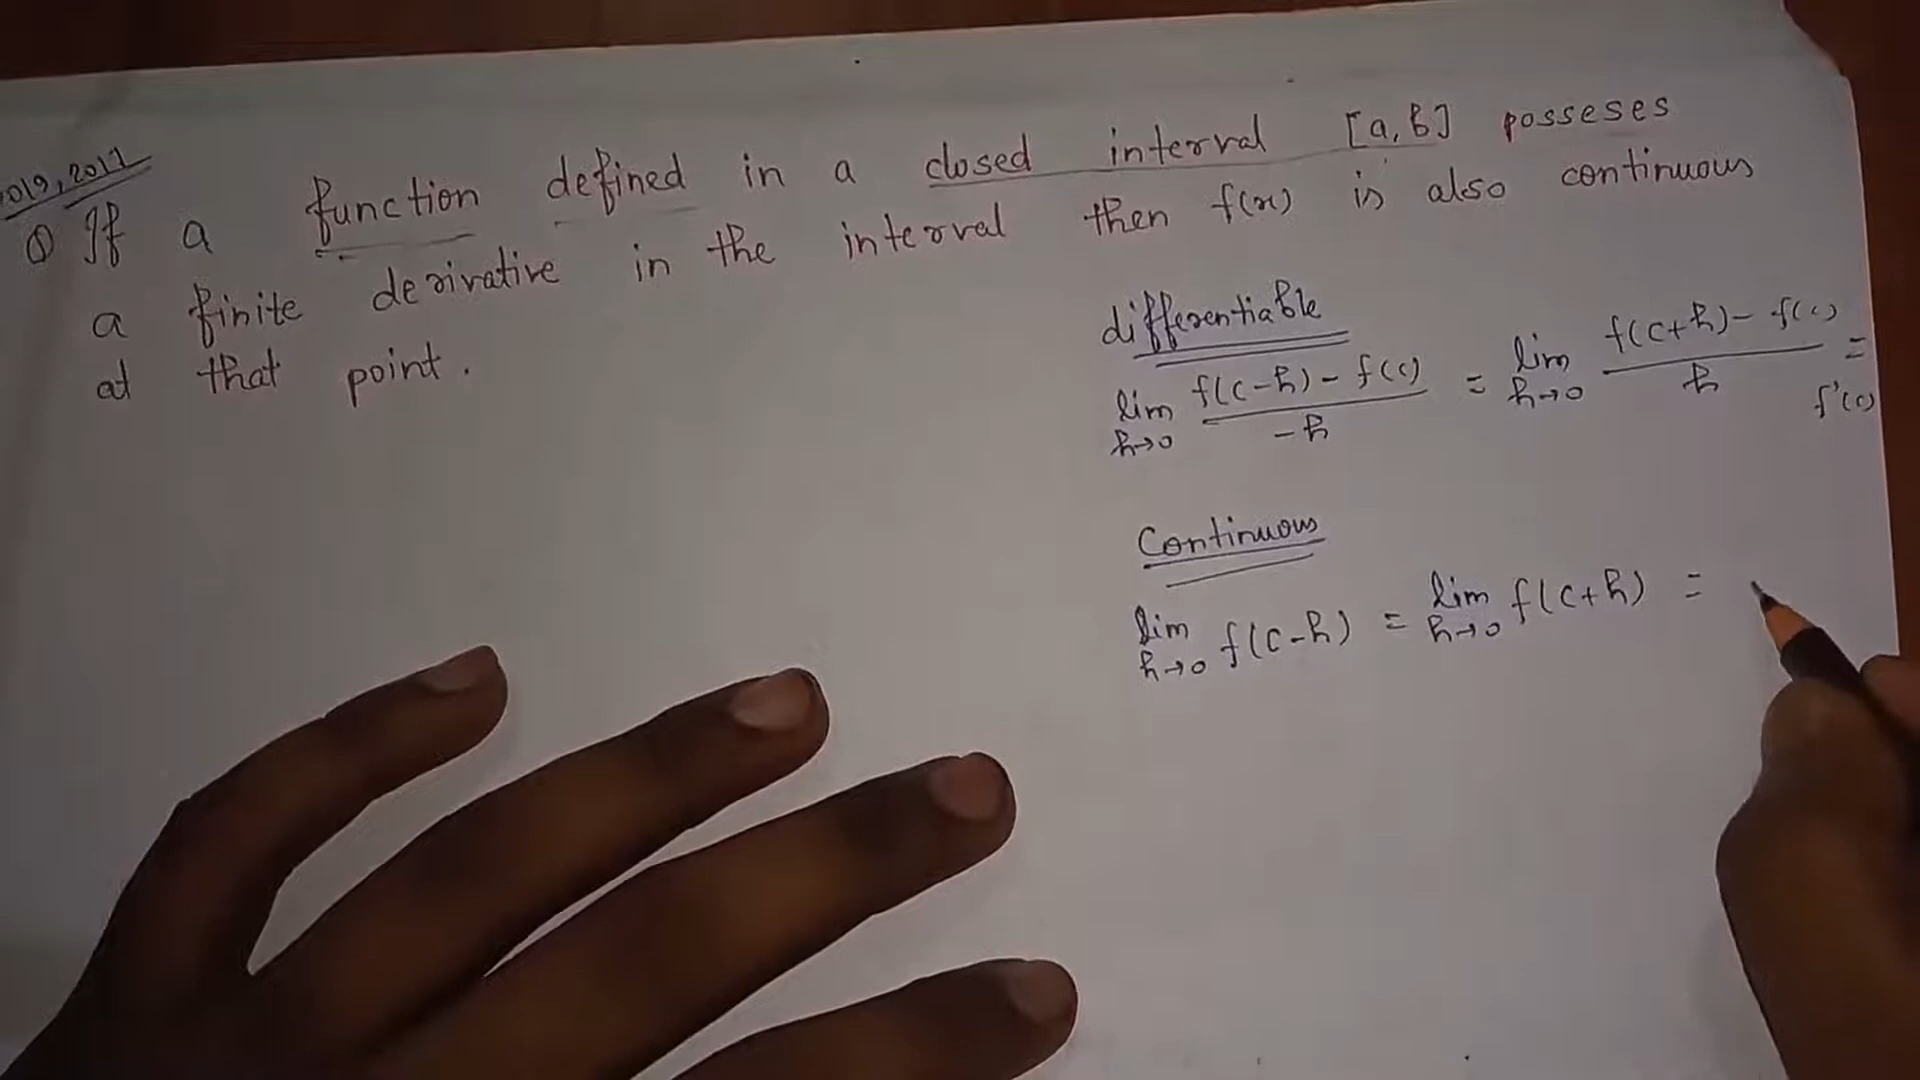 2019, 2017
① If a function defined in a closed interval [a, b] posseses
a finite derivative in the interval then f(x) is also continuous
at that point.
differentiable
lim h→0 f(c-h) - f(c) / -h = lim h→0 f(c+h) - f(c) / h = f'(c)
Continuous
lim h→0 f(c-h) = lim h→0 f(c+h) =